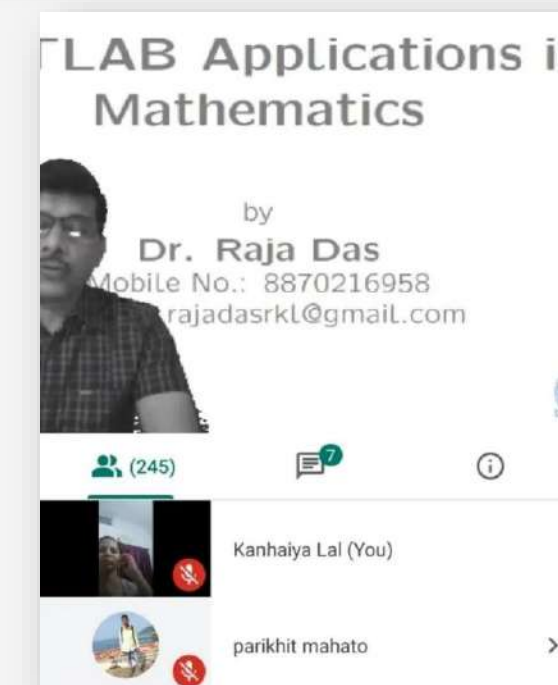 TLAB Applications i
Mathematics
by
Dr. Raja Das
Mobile No.: 8870216958
rajadasrkl@gmail.com
(245)
7
Kanhaiya Lal (You)
parikhit mahato